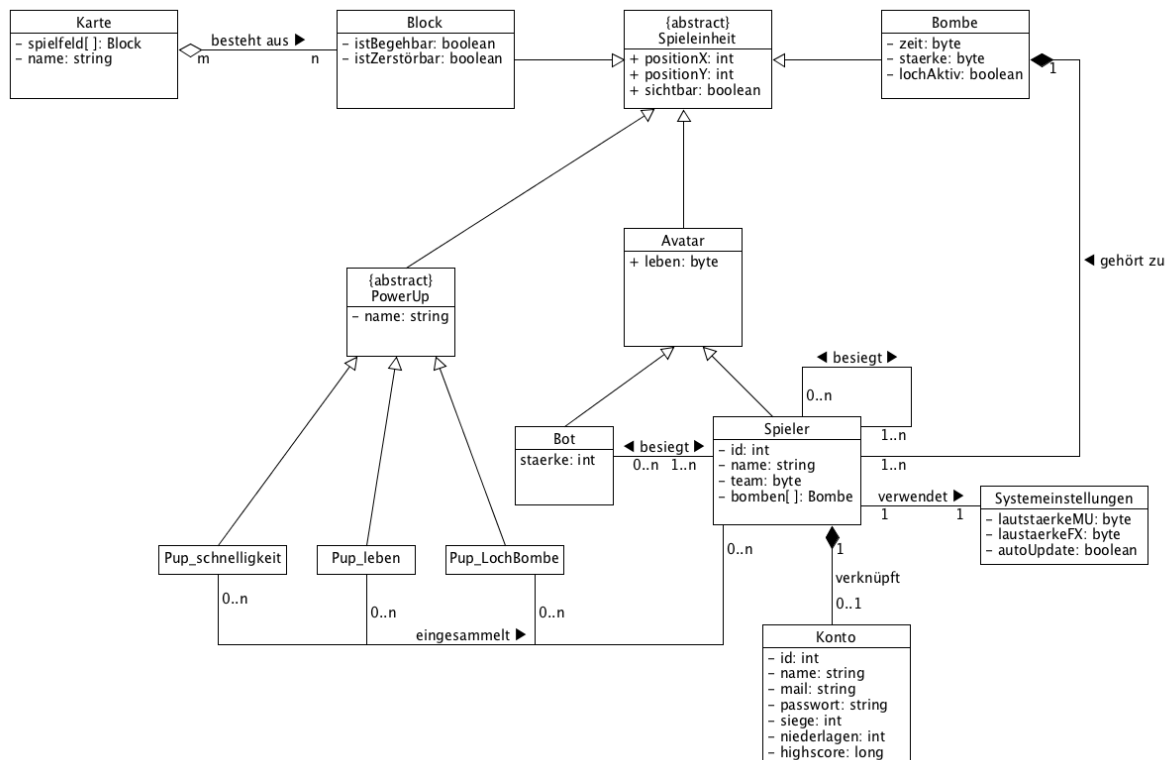 Karte
– spielfeld[ ]: Block
– name: string
besteht aus ▶
m
n
Block
– istBegehbar: boolean
– istZerstörbar: boolean
{abstract}
Spieleinheit
+ positionX: int
+ positionY: int
+ sichtbar: boolean
Bombe
– zeit: byte
– staerke: byte
– lochAktiv: boolean
1
◀ gehört zu
Avatar
+ leben: byte
{abstract}
PowerUp
– name: string
◀ besiegt ▶
0..n
1..n
Bot
staerke: int
◀ besiegt ▶
0..n
1..n
Spieler
– id: int
– name: string
– team: byte
– bomben[ ]: Bombe
1..n
verwendet ▶
1
1
Systemeinstellungen
– lautstaerkeMU: byte
– laustaerkeFX: byte
– autoUpdate: boolean
Pup_schnelligkeit
Pup_leben
Pup_LochBombe
0..n
0..n
0..n
0..n
eingesammelt ▶
1
verknüpft
0..1
Konto
– id: int
– name: string
– mail: string
– passwort: string
– siege: int
– niederlagen: int
– highscore: long